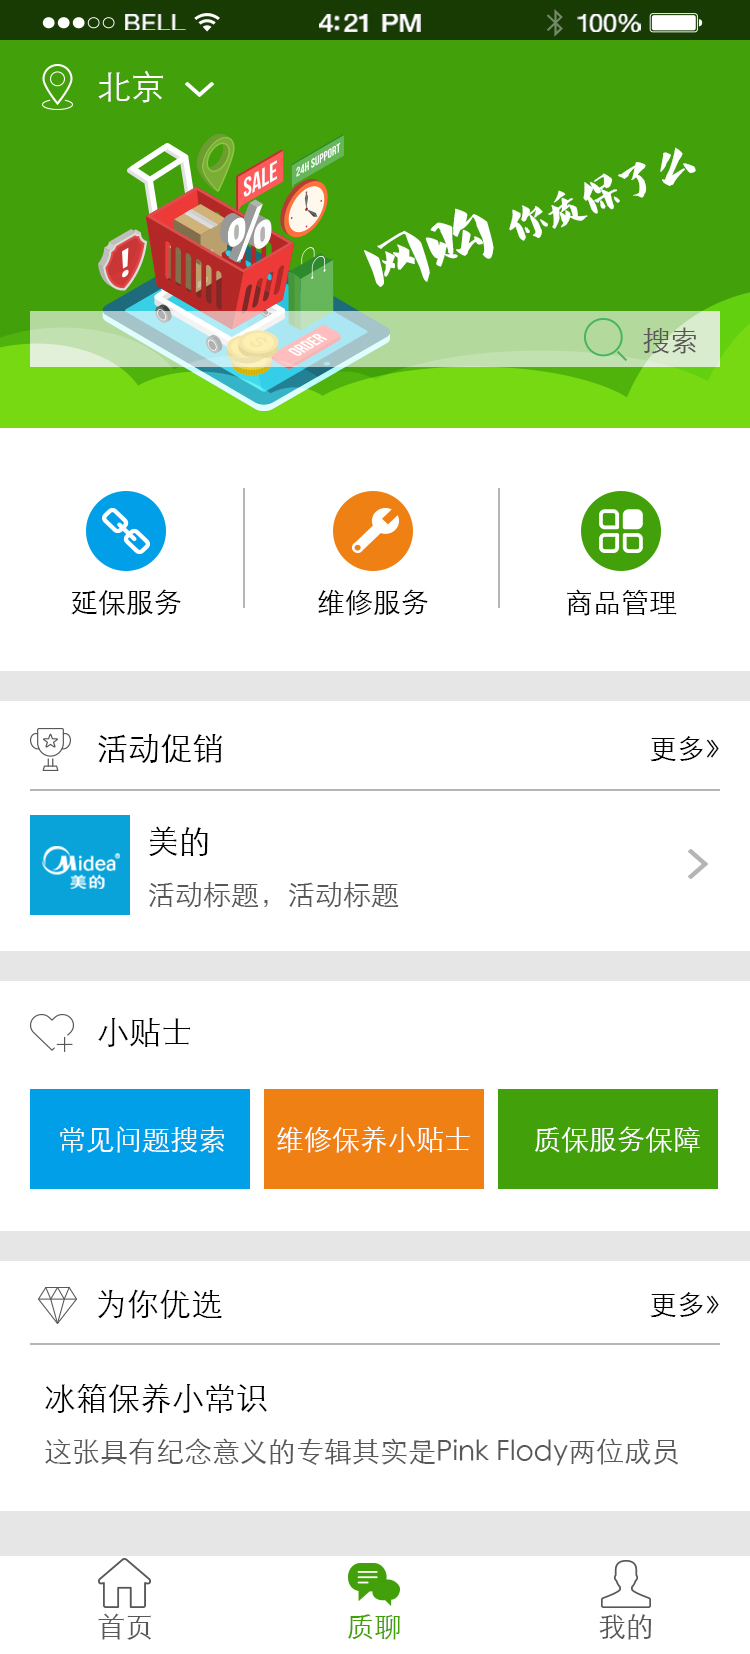 BELL 4:21 PM 100%
北京
SALE
24H SUPPORT
%
!
网购 你质保了么
ORDER
搜索
延保服务 维修服务 商品管理
活动促销 更多》
Midea
美的
美的
活动标题，活动标题
小贴士
常见问题搜索 维修保养小贴士 质保服务保障
为你优选 更多》
冰箱保养小常识
这张具有纪念意义的专辑其实是Pink Flody两位成员
首页 质聊 我的